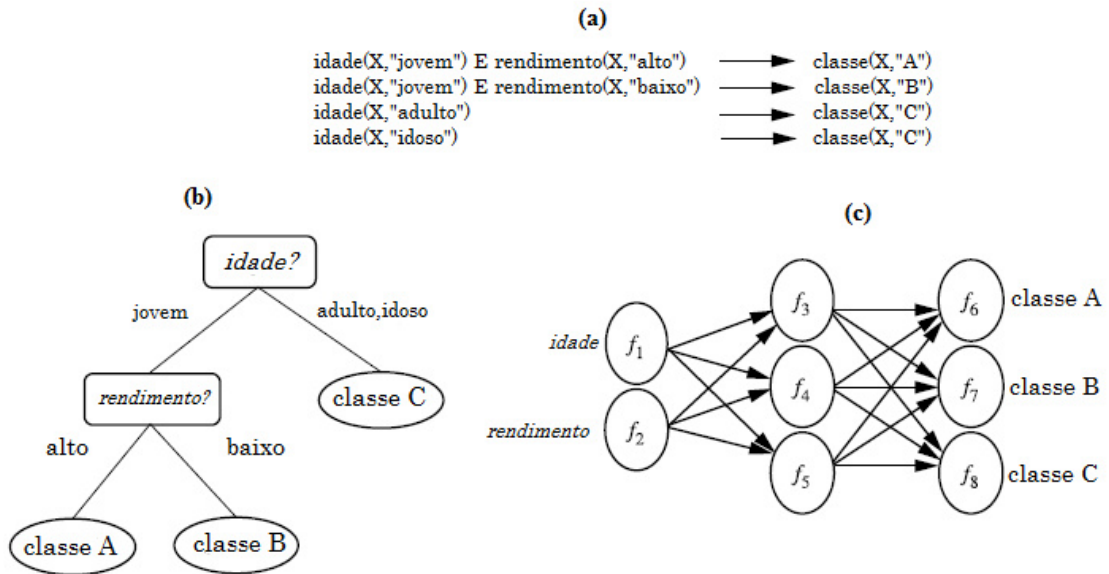 (a)
idade(X,"jovem") E rendimento(X,"alto") classe(X,"A")
idade(X,"jovem") E rendimento(X,"baixo") classe(X,"B")
idade(X,"adulto") classe(X,"C")
idade(X,"idoso") classe(X,"C")
(b)
idade?
jovem adulto,idoso
rendimento? classe C
alto baixo
classe A classe B
(c)
f3 f6 classe A
idade f1
f4 f7 classe B
rendimento f2
f5 f8 classe C